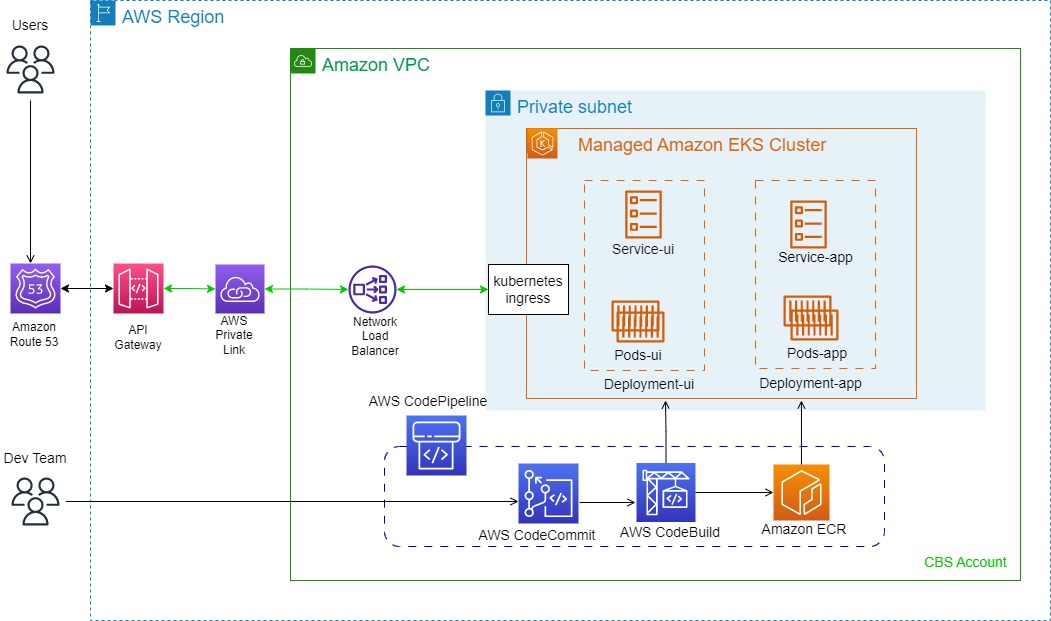 Users
AWS Region
Amazon VPC
Private subnet
Managed Amazon EKS Cluster
Service-ui
Service-app
53
Amazon
Route 53
</>
API
Gateway
AWS
Private
Link
Network
Load
Balancer
kubernetes
ingress
Pods-ui
Pods-app
Deployment-ui
Deployment-app
AWS CodePipeline
</>
Dev Team
</>
AWS CodeCommit
</>
AWS CodeBuild
Amazon ECR
CBS Account